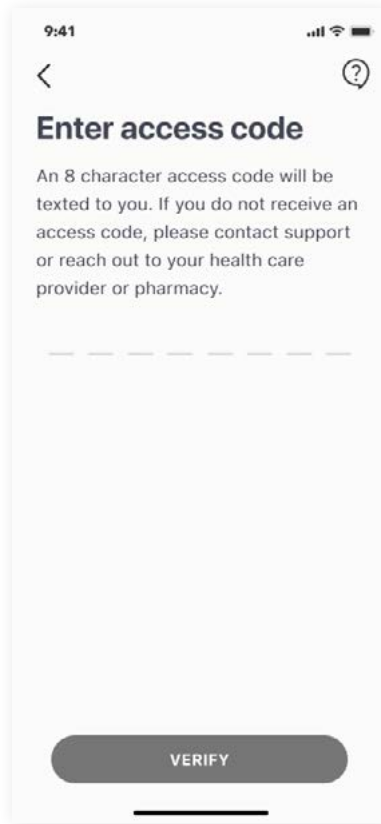 9:41
?
Enter access code
An 8 character access code will be
texted to you. If you do not receive an
access code, please contact support
or reach out to your health care
provider or pharmacy.
VERIFY